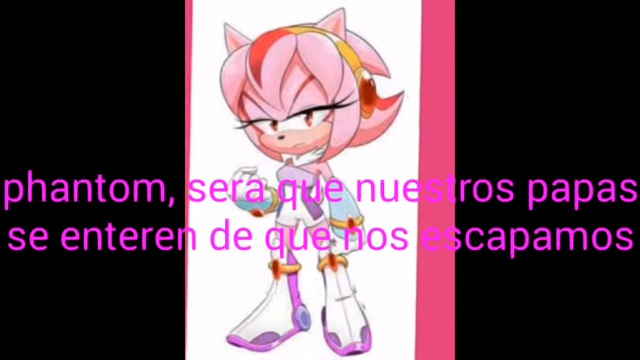 phantom, sera que nuestros papas
se enteren de que nos escapamos